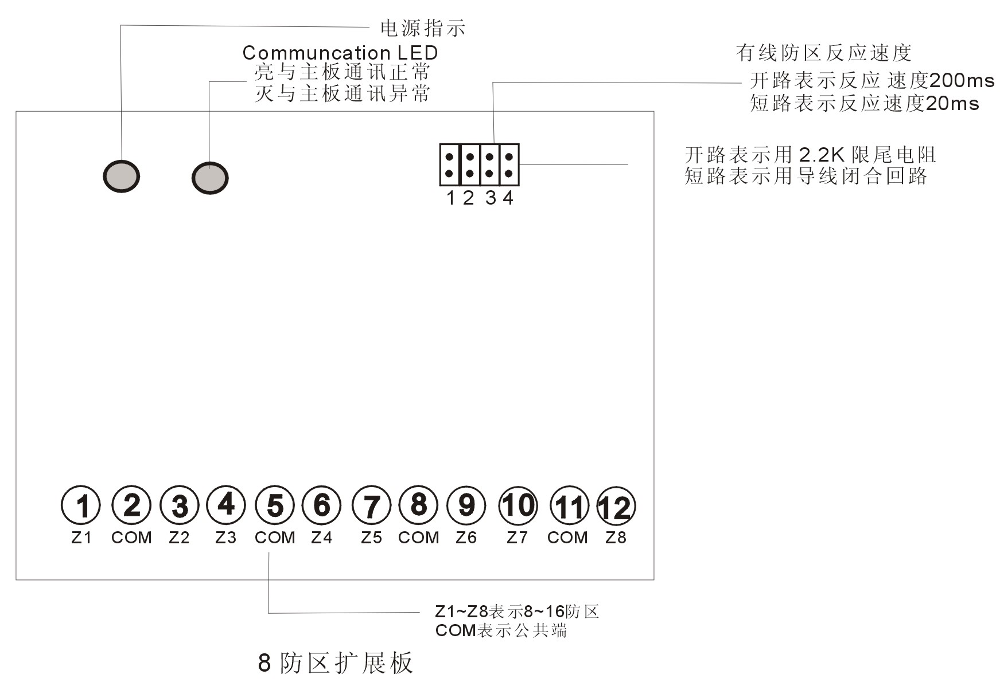 电源指示
Communcation LED
亮与主板通讯正常
灭与主板通讯异常
有线防区反应速度
开路表示反应 速度200ms
短路表示反应速度20ms
开路表示用 2.2K 限尾电阻
短路表示用导线闭合回路
1 2 3 4
1 2 3 4 5 6 7 8 9 10 11 12
Z1 COM Z2 Z3 COM Z4 Z5 COM Z6 Z7 COM Z8
Z1~Z8表示8~16防区
COM表示公共端
8 防区扩展板